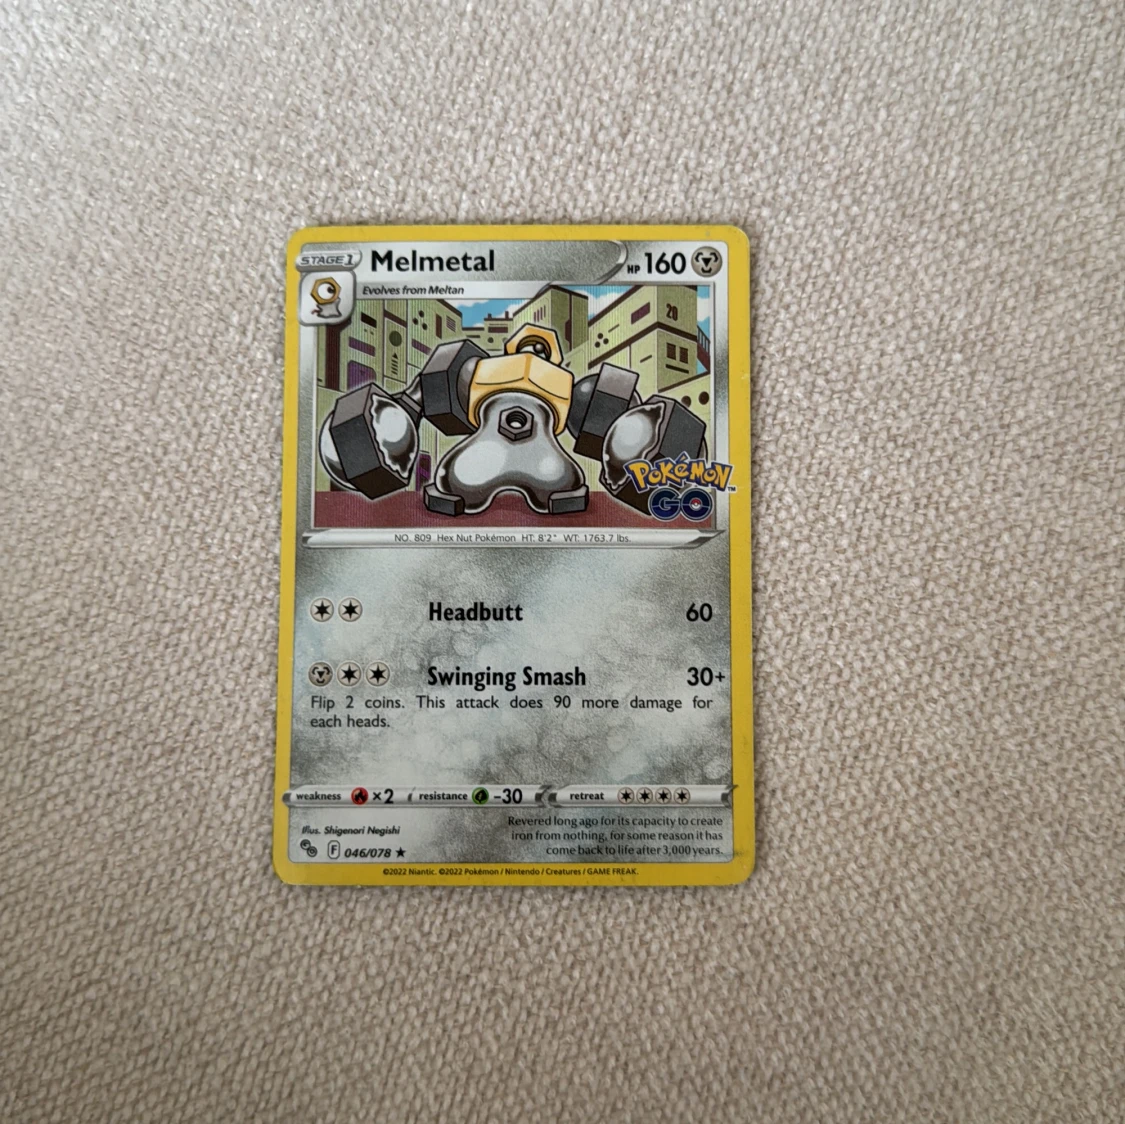 STAGE 1 Melmetal HP 160
Evolves from Meltan
20
POKÉMON™
GO
NO. 809 Hex Nut Pokémon HT: 8'2" WT: 1763.7 lbs.
Headbutt 60
Swinging Smash 30+
Flip 2 coins. This attack does 90 more damage for
each heads.
weakness ×2 resistance -30 retreat
Illus. Shigenori Negishi
Revered long ago for its capacity to create
iron from nothing, for some reason it has
come back to life after 3,000 years.
F 046/078 ★
©2022 Niantic. ©2022 Pokémon / Nintendo / Creatures / GAME FREAK.